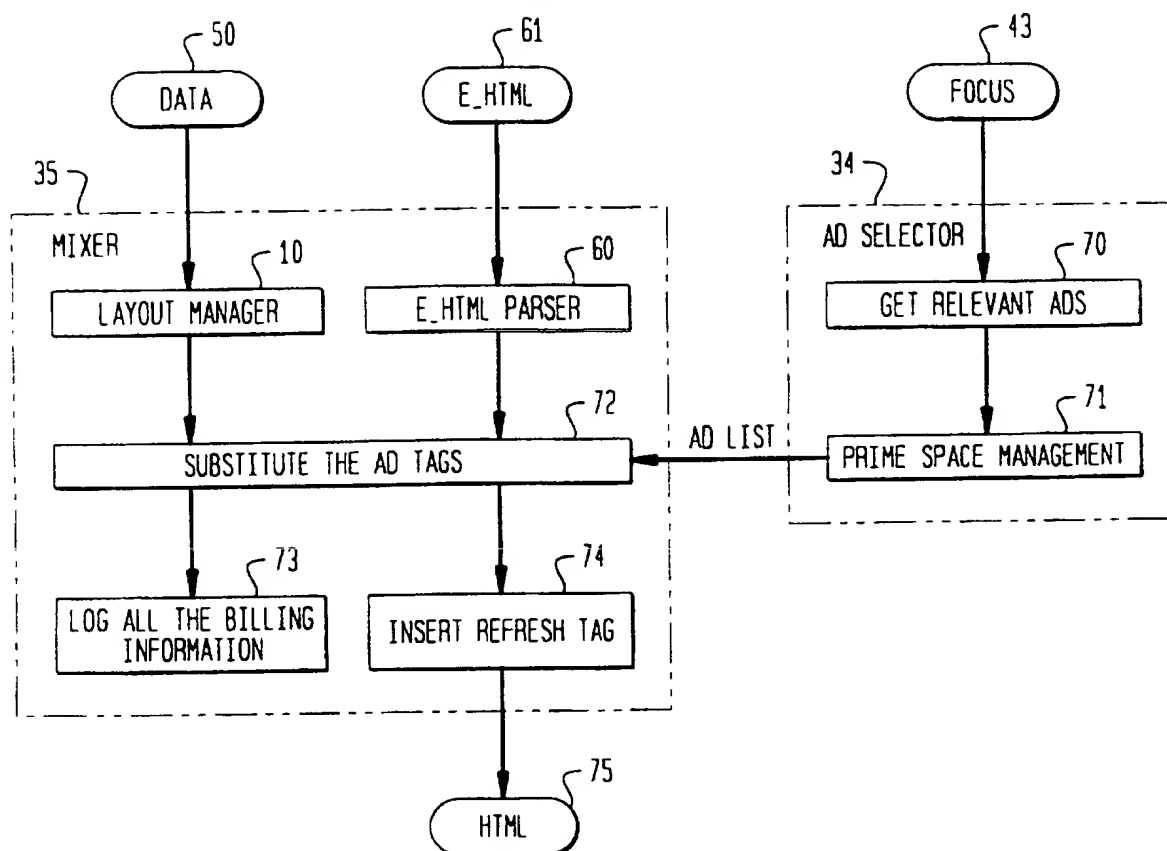 50
61
43
DATA
E_HTML
FOCUS
35
34
MIXER
AD SELECTOR
10
60
70
LAYOUT MANAGER
E_HTML PARSER
GET RELEVANT ADS
72
71
AD LIST
SUBSTITUTE THE AD TAGS
PRIME SPACE MANAGEMENT
73
74
LOG ALL THE BILLING
INFORMATION
INSERT REFRESH TAG
75
HTML